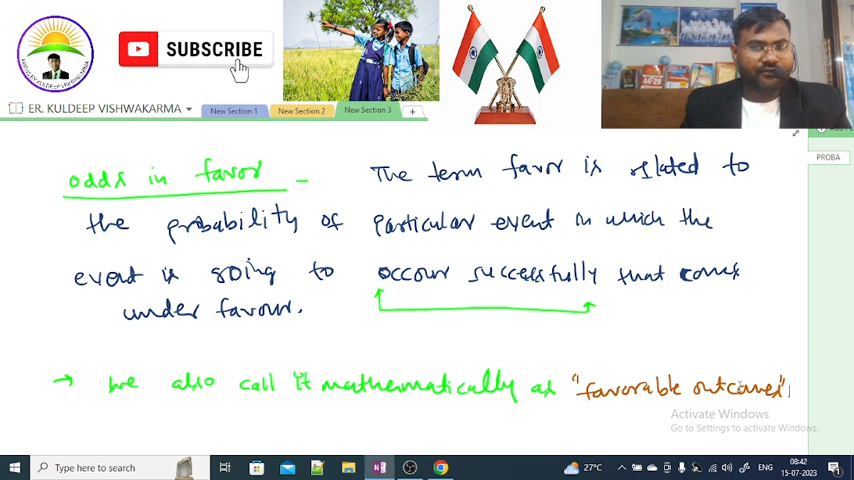 SUBSCRIBE
ER. KULDEEP VISHWAKARMA
New Section 1
New Section 2
New Section 3
PROBA
odds in favor - The term favor is related to
the probability of particular event in which the
event is going to occour successfully that comes
under favour.
→ we also call it mathematically as "favorable outcomes".
Activate Windows
Go to Settings to activate Windows.
Type here to search
27°C
ENG
08:42
15-07-2023